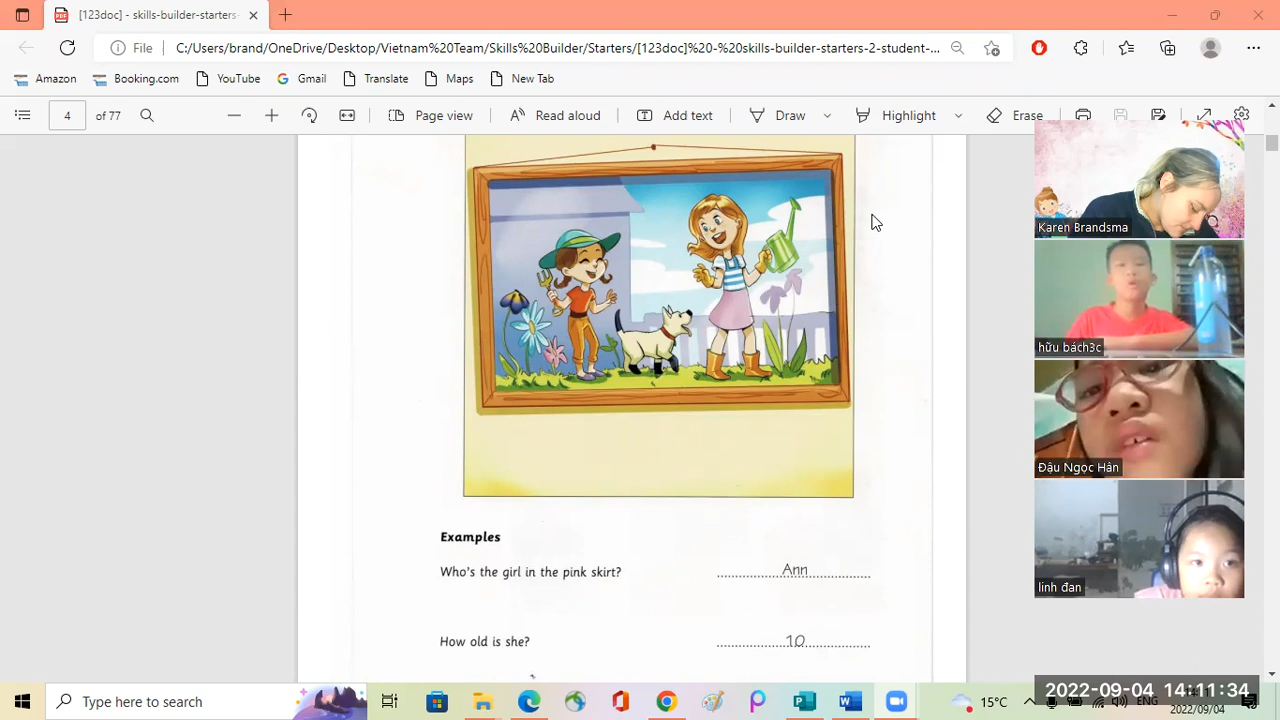 [123doc] - skills-builder-starters-
File
C:/Users/brand/OneDrive/Desktop/Vietnam%20Team/Skills%20Builder/Starters/[123doc]%20-%20skills-builder-starters-2-student-...
Amazon
Booking.com
YouTube
Gmail
Translate
Maps
New Tab
4
of 77
Page view
Read aloud
Add text
Draw
Highlight
Erase
Karen Brandsma
hữu bách3c
Đậu Ngọc Hân
linh đan
Examples
Who's the girl in the pink skirt?
Ann
How old is she?
10
Type here to search
15°C
ENG
2022-09-04 14:11:34
2022/09/04